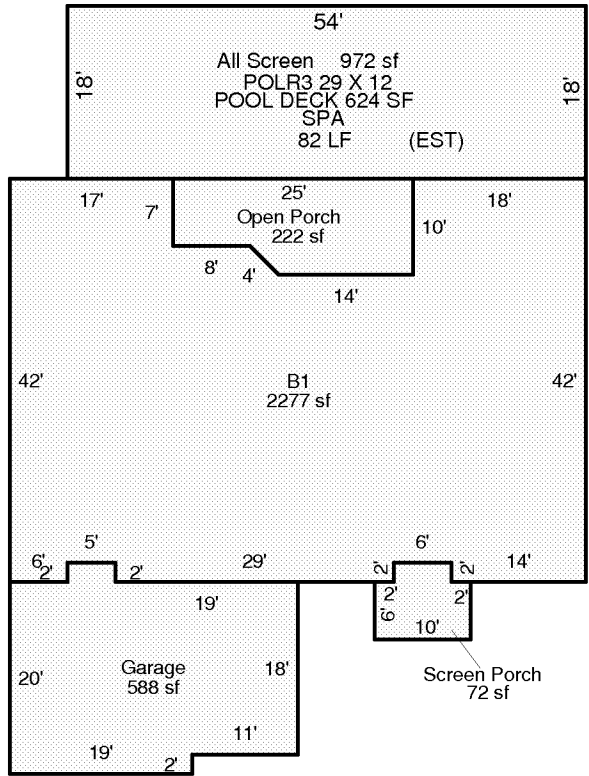 54'
18'
18'
All Screen 972 sf
POLR3 29 X 12
POOL DECK 624 SF
SPA
82 LF (EST)
17'
7'
25'
Open Porch
222 sf
10'
18'
8'
4'
14'
42'
B1
2277 sf
42'
6'
2'
5'
2'
29'
2'
6'
2'
14'
19'
2'
6'
2'
10'
20'
Garage
588 sf
18'
Screen Porch
72 sf
11'
19'
2'